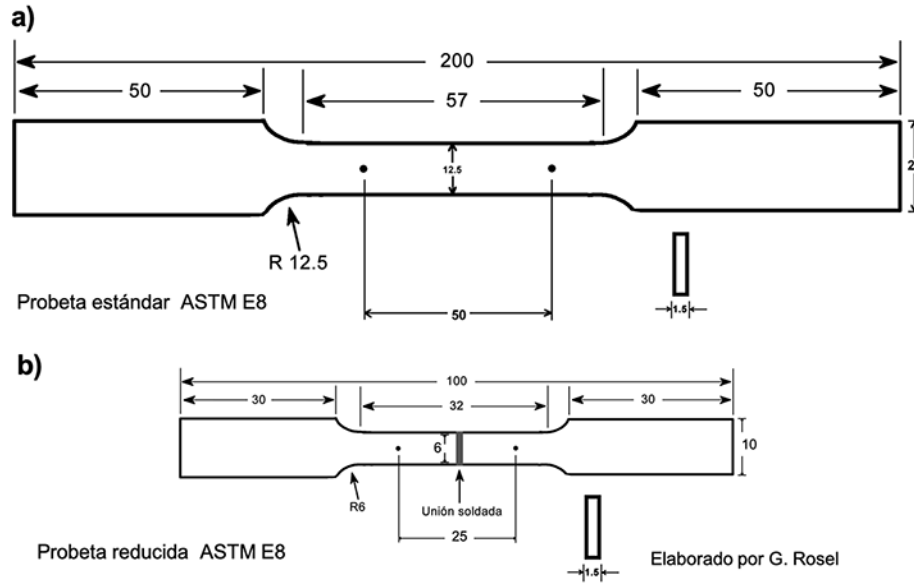 a)
200
50
57
50
12.5
2
R 12.5
1.5
50
Probeta estándar ASTM E8
b)
100
30
32
30
6
10
R6
Unión soldada
25
1.5
Probeta reducida ASTM E8
Elaborado por G. Rosel